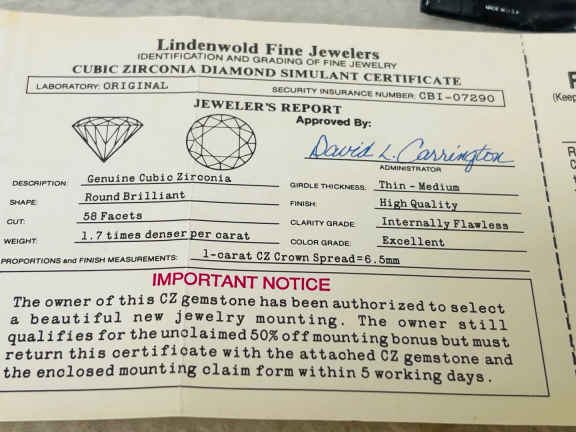 MADE IN U.S.A.
Lindenwold Fine Jewelers
IDENTIFICATION AND GRADING OF FINE JEWELRY
CUBIC ZIRCONIA DIAMOND SIMULANT CERTIFICATE
LABORATORY: ORIGINAL SECURITY INSURANCE NUMBER: CBI-07290
JEWELER'S REPORT
Approved By:
David L. Carrington
ADMINISTRATOR
DESCRIPTION: Genuine Cubic Zirconia
SHAPE: Round Brilliant
CUT: 58 Facets
WEIGHT: 1.7 times denser per carat
GIRDLE THICKNESS: Thin - Medium
FINISH: High Quality
CLARITY GRADE: Internally Flawless
COLOR GRADE: Excellent
PROPORTIONS and FINISH MEASUREMENTS: 1-carat CZ Crown Spread=6.5mm
IMPORTANT NOTICE
The owner of this CZ gemstone has been authorized to select
a beautiful new jewelry mounting. The owner still
qualifies for the unclaimed 50% off mounting bonus but must
return this certificate with the attached CZ gemstone and
the enclosed mounting claim form within 5 working days.
(Keep